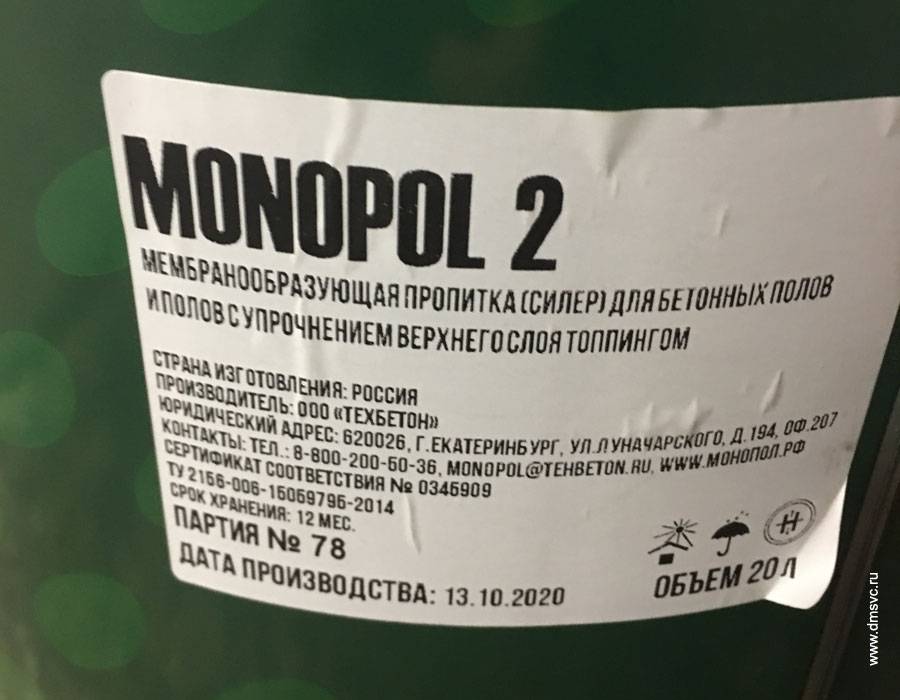 MONOPOL 2
МЕМБРАНООБРАЗУЮЩАЯ ПРОПИТКА (СИЛЕР) ДЛЯ БЕТОННЫХ ПОЛОВ
И ПОЛОВ С УПРОЧНЕНИЕМ ВЕРХНЕГО СЛОЯ ТОППИНГОМ
СТРАНА ИЗГОТОВЛЕНИЯ: РОССИЯ
ПРОИЗВОДИТЕЛЬ: ООО «ТЕХБЕТОН»
ЮРИДИЧЕСКИЙ АДРЕС: 620026, Г.ЕКАТЕРИНБУРГ, УЛ.ЛУНАЧАРСКОГО, Д.194, ОФ.207
КОНТАКТЫ: ТЕЛ.: 8-800-200-60-36, MONOPOL@TEHBETON.RU, WWW.МОНОПОЛ.РФ
СЕРТИФИКАТ СООТВЕТСТВИЯ № 0345909
ТУ 2156-006-15059795-2014
СРОК ХРАНЕНИЯ: 12 МЕС.
ПАРТИЯ № 78
ДАТА ПРОИЗВОДСТВА: 13.10.2020
ОБЪЕМ 20 Л
www.dmsvc.ru